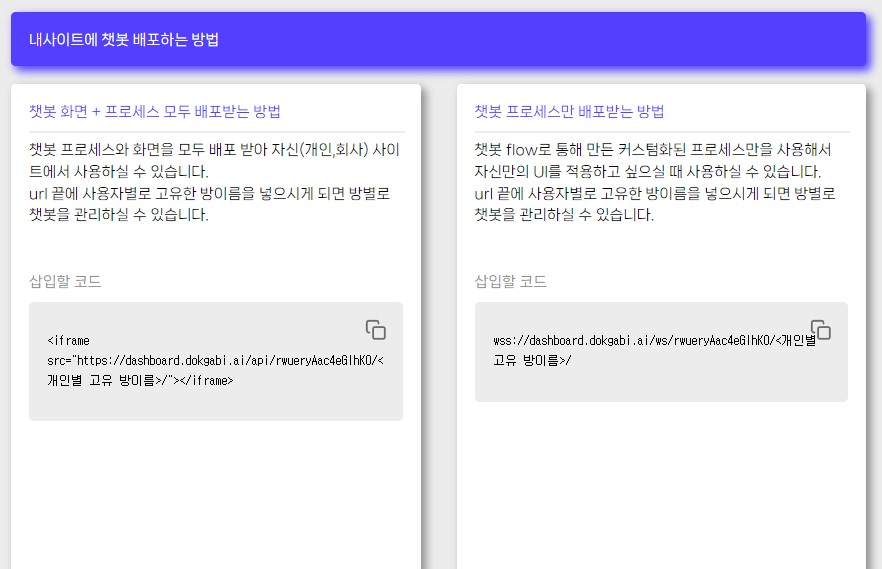 내사이트에 챗봇 배포하는 방법
챗봇 화면 + 프로세스 모두 배포받는 방법
챗봇 프로세스와 화면을 모두 배포 받아 자신(개인,회사) 사이
트에서 사용하실 수 있습니다.
url 끝에 사용자별로 고유한 방이름을 넣으시게 되면 방별로
챗봇을 관리하실 수 있습니다.
삽입할 코드
<iframe
src="https://dashboard.dokgabi.ai/api/rwueryAac4eGlhKO/<
개인별 고유 방이름>/"></iframe>
챗봇 프로세스만 배포받는 방법
챗봇 flow로 통해 만든 커스텀화된 프로세스만을 사용해서
자신만의 UI를 적용하고 싶으실 때 사용하실 수 있습니다.
url 끝에 사용자별로 고유한 방이름을 넣으시게 되면 방별로
챗봇을 관리하실 수 있습니다.
삽입할 코드
wss://dashboard.dokgabi.ai/ws/rwueryAac4eGlhKO/<개인별
고유 방이름>/